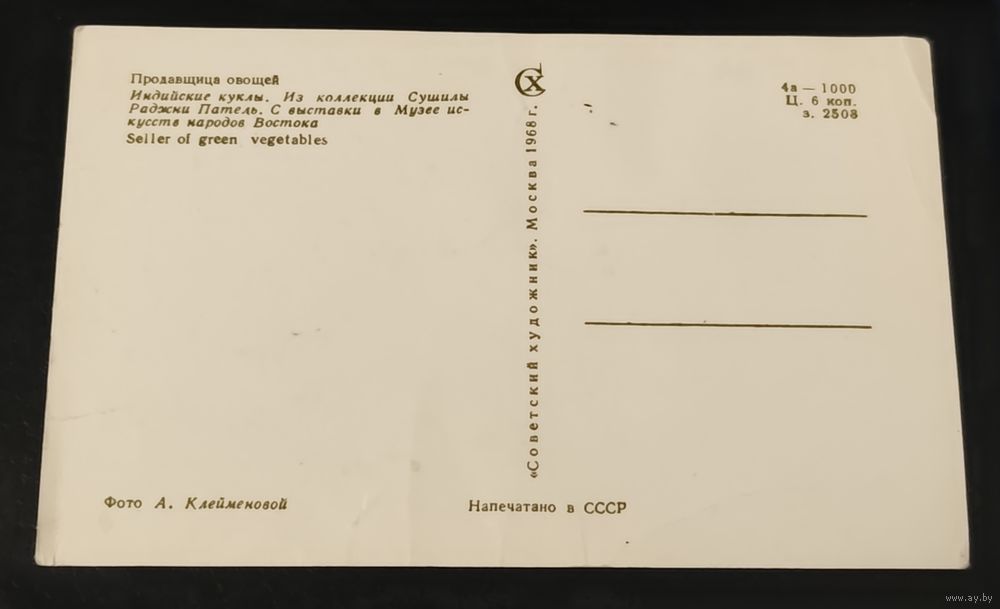 Продавщица овощей
Индийские куклы. Из коллекции Сушилы
Раджни Патель. С выставки в Музее ис-
кусств народов Востока
Seller of green vegetables
СХ
«Советский художник». Москва 1968 г.
4а — 1000
Ц. 6 коп.
з. 2508
Фото А. Клейменовой
Напечатано в СССР
www.ay.by